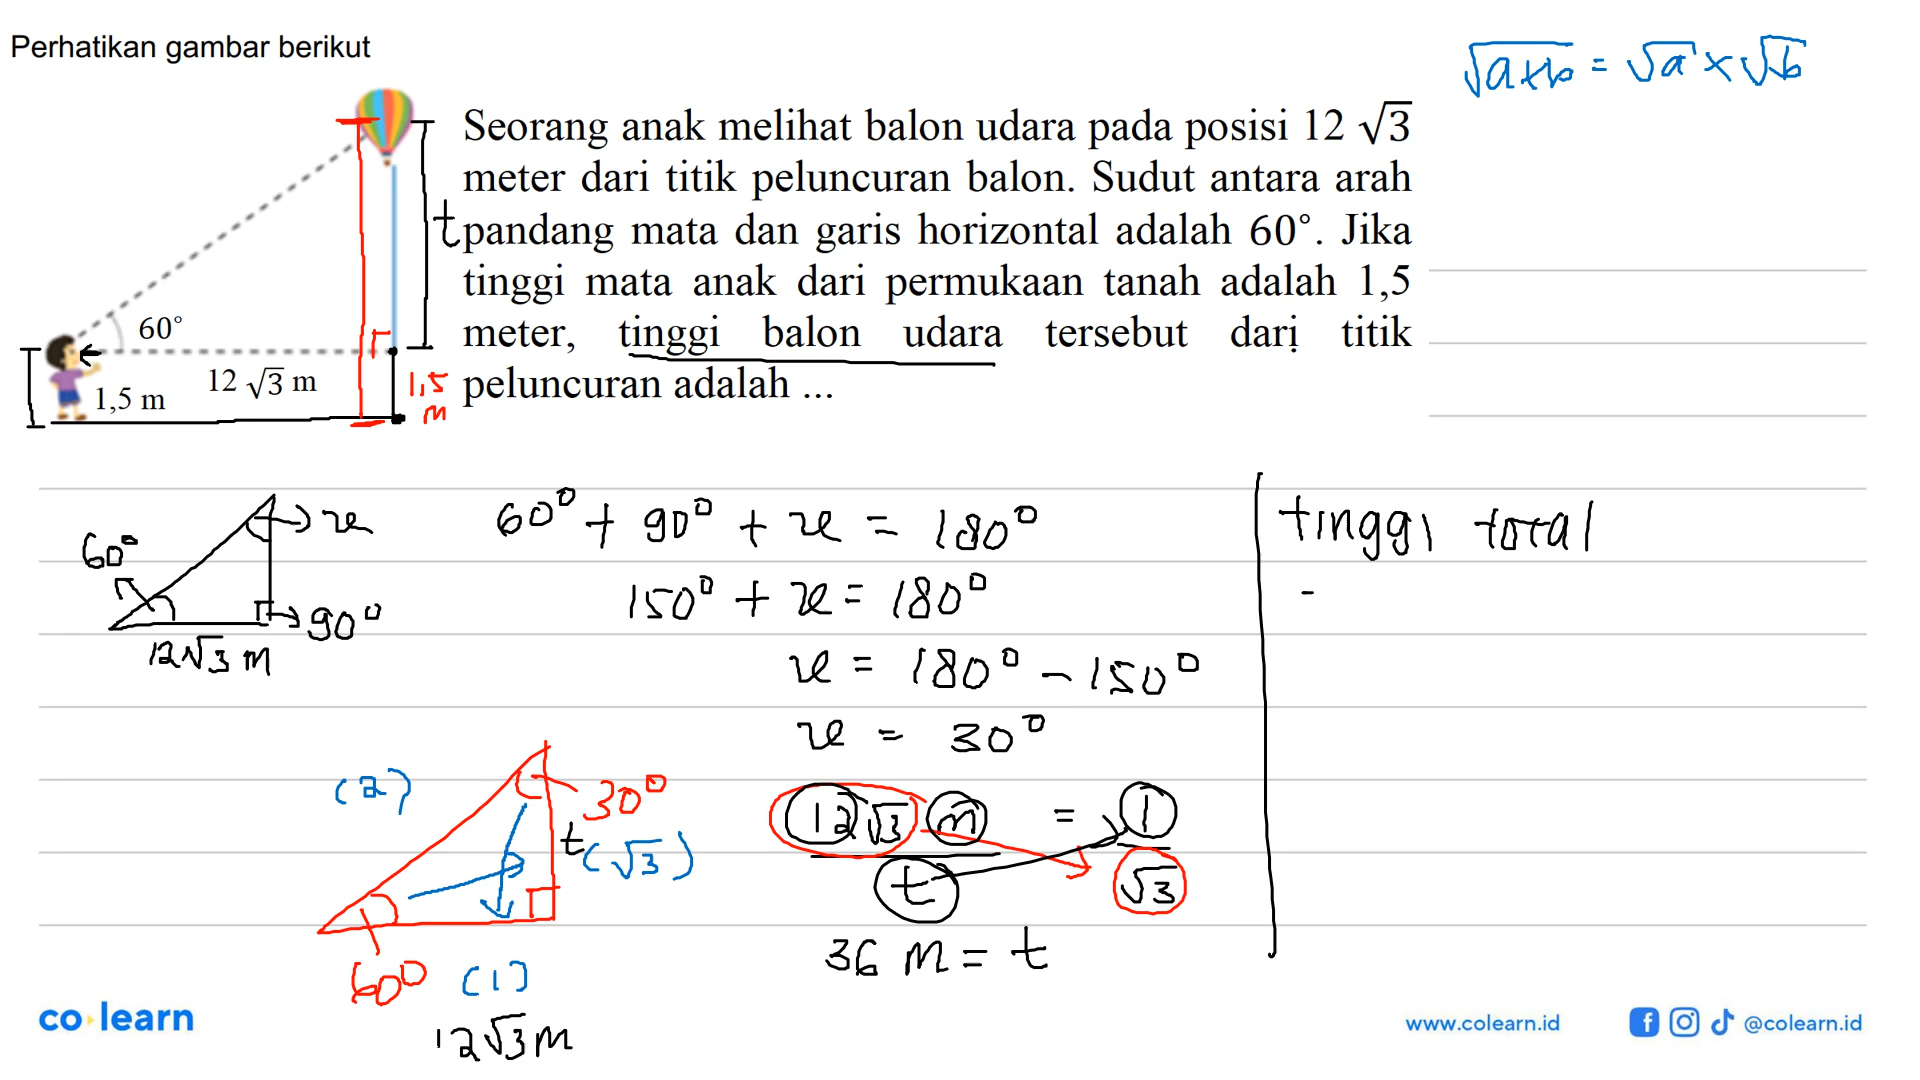 Perhatikan gambar berikut
√(a×b) = √a × √b
Seorang anak melihat balon udara pada posisi 12 √3
meter dari titik peluncuran balon. Sudut antara arah
t
pandang mata dan garis horizontal adalah 60°. Jika
tinggi mata anak dari permukaan tanah adalah 1,5
meter, tinggi balon udara tersebut dari titik
peluncuran adalah ...
60°
12 √3 m
1,5 m
1,5
m
60°
x
90°
12√3 m
60° + 90° + x = 180°
150° + x = 180°
x = 180° - 150°
x = 30°
(2)
30°
t (√3)
60° (1)
12√3 m
12√3 m = 1
t √3
36 m = t
tinggi total
=
co learn
www.colearn.id
@colearn.id